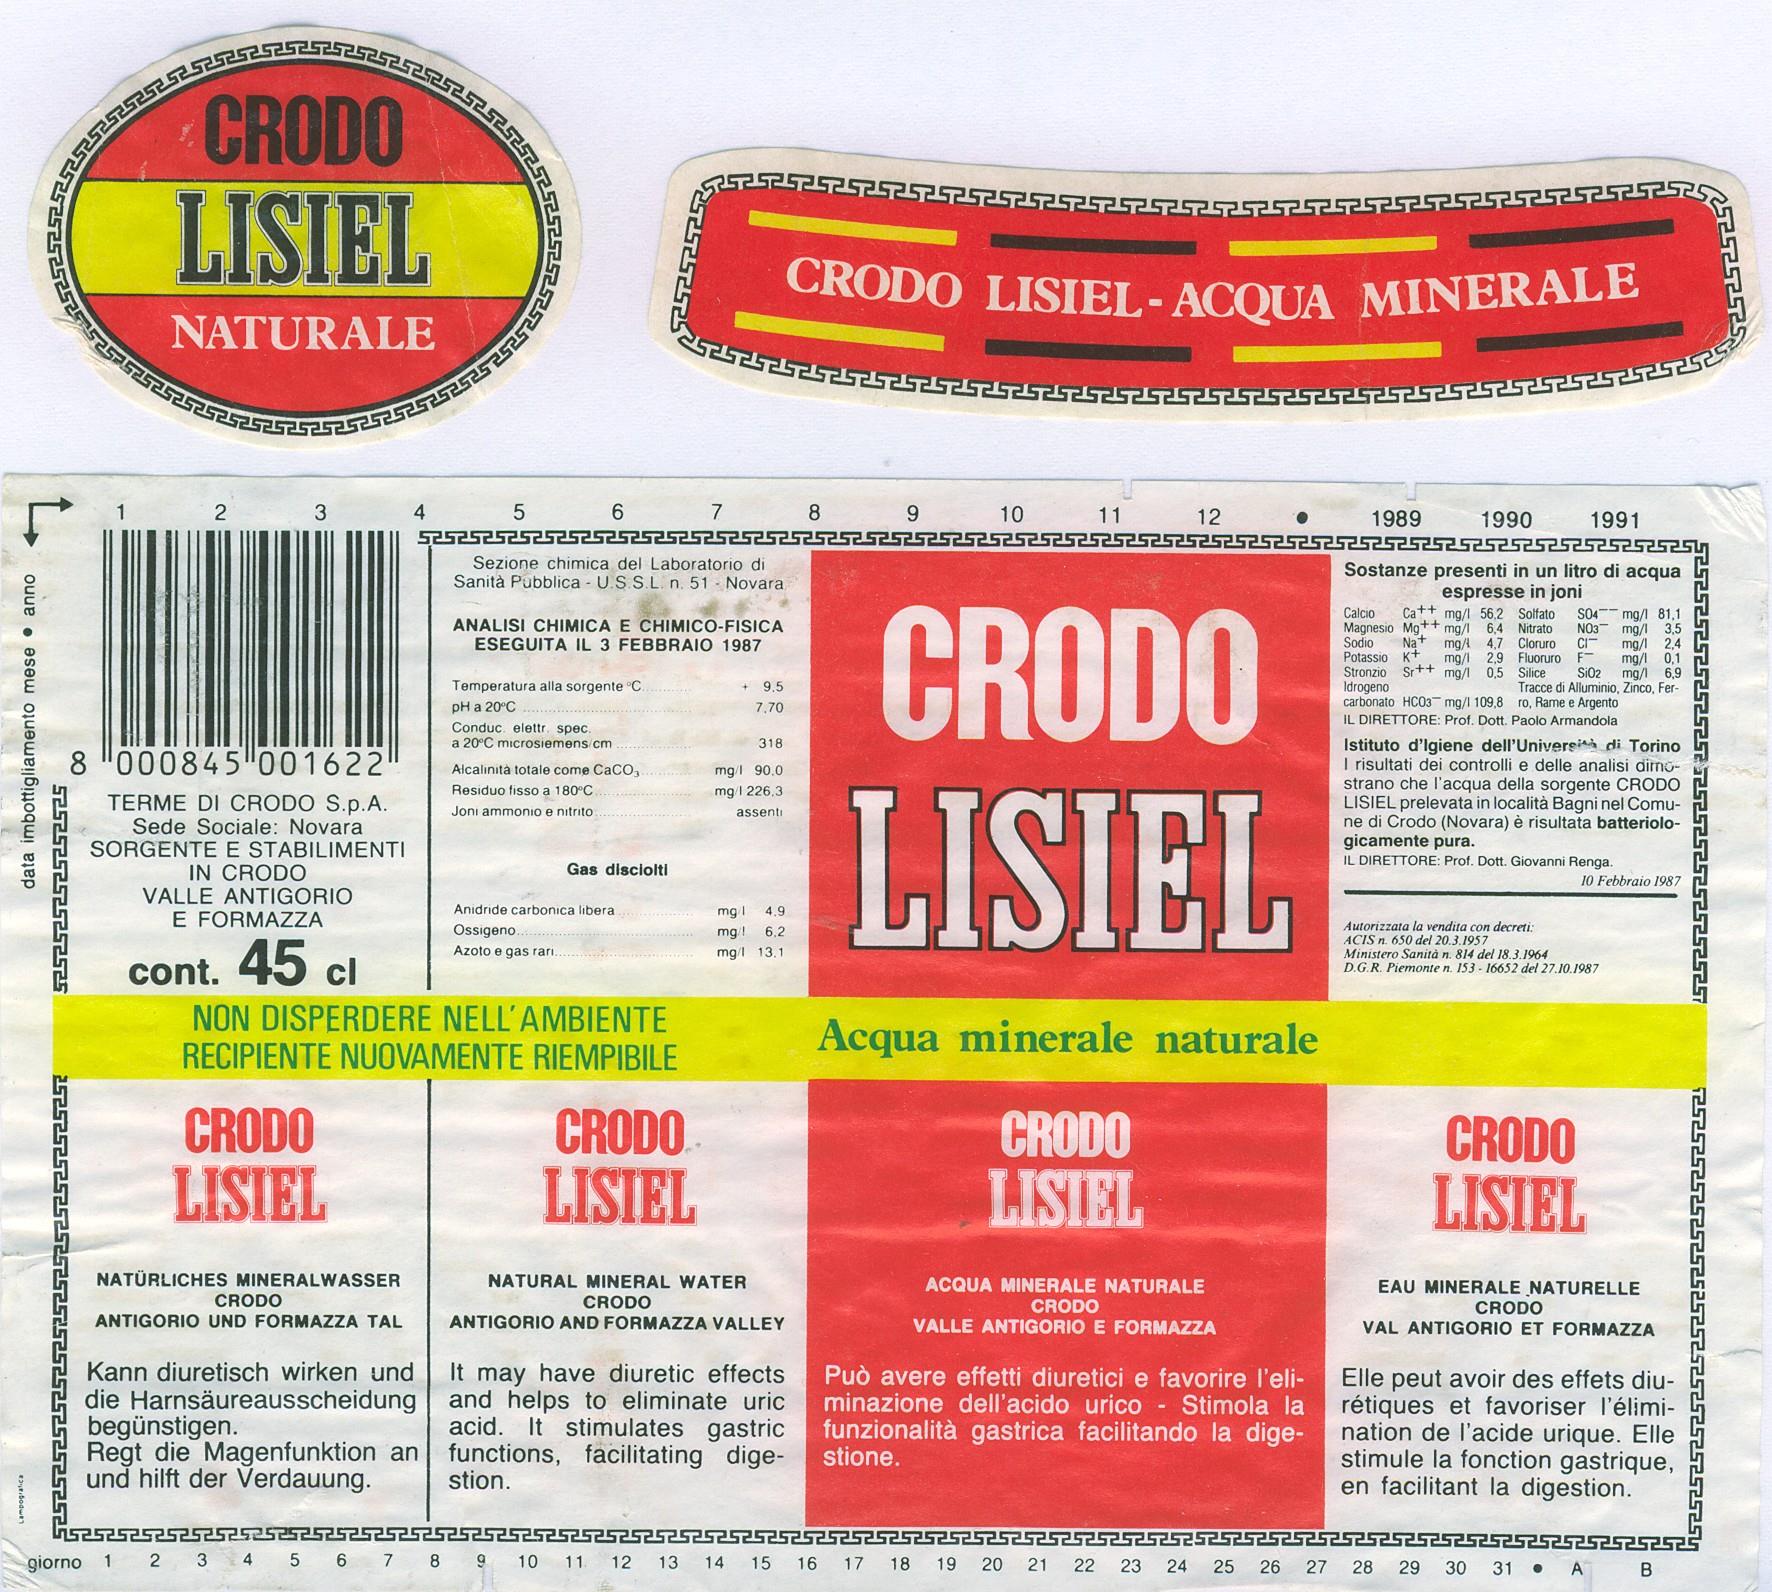 CRODO
LISIEL
NATURALE
CRODO LISIEL - ACQUA MINERALE
1 2 3 4 5 6 7 8 9 10 11 12 • 1989 1990 1991
data imbottigliamento mese • anno
8 000845 001622
TERME DI CRODO S.p.A.
Sede Sociale: Novara
SORGENTE E STABILIMENTI
IN CRODO
VALLE ANTIGORIO
E FORMAZZA
cont. 45 cl
Sezione chimica del Laboratorio di
Sanità Pubblica - U.S.S.L. n. 51 - Novara
ANALISI CHIMICA E CHIMICO-FISICA
ESEGUITA IL 3 FEBBRAIO 1987
Temperatura alla sorgente °C + 9,5
pH a 20°C 7,70
Conduc. elettr. spec.
a 20°C microsiemens/cm 318
Alcalinità totale come CaCO3 mg/l 90,0
Residuo fisso a 180°C mg/l 226,3
Joni ammonio e nitrito assenti
Gas disciolti
Anidride carbonica libera mg/l 4,9
Ossigeno mg/l 6,2
Azoto e gas rari mg/l 13,1
CRODO
LISIEL
Sostanze presenti in un litro di acqua
espresse in joni
Calcio Ca++ mg/l 56,2 Solfato SO4-- mg/l 81,1
Magnesio Mg++ mg/l 6,4 Nitrato NO3- mg/l 3,5
Sodio Na+ mg/l 4,7 Cloruro Cl- mg/l 2,4
Potassio K+ mg/l 2,9 Fluoruro F- mg/l 0,1
Stronzio Sr++ mg/l 0,5 Silice SiO2 mg/l 6,9
Idrogeno Tracce di Alluminio, Zinco, Fer-
carbonato HCO3- mg/l 109,8 ro, Rame e Argento
IL DIRETTORE: Prof. Dott. Paolo Armandola
Istituto d'Igiene dell'Università di Torino
I risultati dei controlli e delle analisi dimo-
strano che l'acqua della sorgente CRODO
LISIEL prelevata in località Bagni nel Comu-
ne di Crodo (Novara) è risultata batteriolo-
gicamente pura.
IL DIRETTORE: Prof. Dott. Giovanni Renga.
10 Febbraio 1987
Autorizzata la vendita con decreti:
ACIS n. 650 del 20.3.1957
Ministero Sanità n. 814 del 18.3.1964
D.G.R. Piemonte n. 153 - 16652 del 27.10.1987
NON DISPERDERE NELL'AMBIENTE
RECIPIENTE NUOVAMENTE RIEMPIBILE
Acqua minerale naturale
CRODO
LISIEL
NATÜRLICHES MINERALWASSER
CRODO
ANTIGORIO UND FORMAZZA TAL
Kann diuretisch wirken und
die Harnsäureausscheidung
begünstigen.
Regt die Magenfunktion an
und hilft der Verdauung.
CRODO
LISIEL
NATURAL MINERAL WATER
CRODO
ANTIGORIO AND FORMAZZA VALLEY
It may have diuretic effects
and helps to eliminate uric
acid. It stimulates gastric
functions, facilitating dige-
stion.
CRODO
LISIEL
ACQUA MINERALE NATURALE
CRODO
VALLE ANTIGORIO E FORMAZZA
Può avere effetti diuretici e favorire l'eli-
minazione dell'acido urico - Stimola la
funzionalità gastrica facilitando la dige-
stione.
CRODO
LISIEL
EAU MINERALE NATURELLE
CRODO
VAL ANTIGORIO ET FORMAZZA
Elle peut avoir des effets diu-
rétiques et favoriser l'élimi-
nation de l'acide urique. Elle
stimule la fonction gastrique,
en facilitant la digestion.
Lampografica
giorno 1 2 3 4 5 6 7 8 9 10 11 12 13 14 15 16 17 18 19 20 21 22 23 24 25 26 27 28 29 30 31 • A B